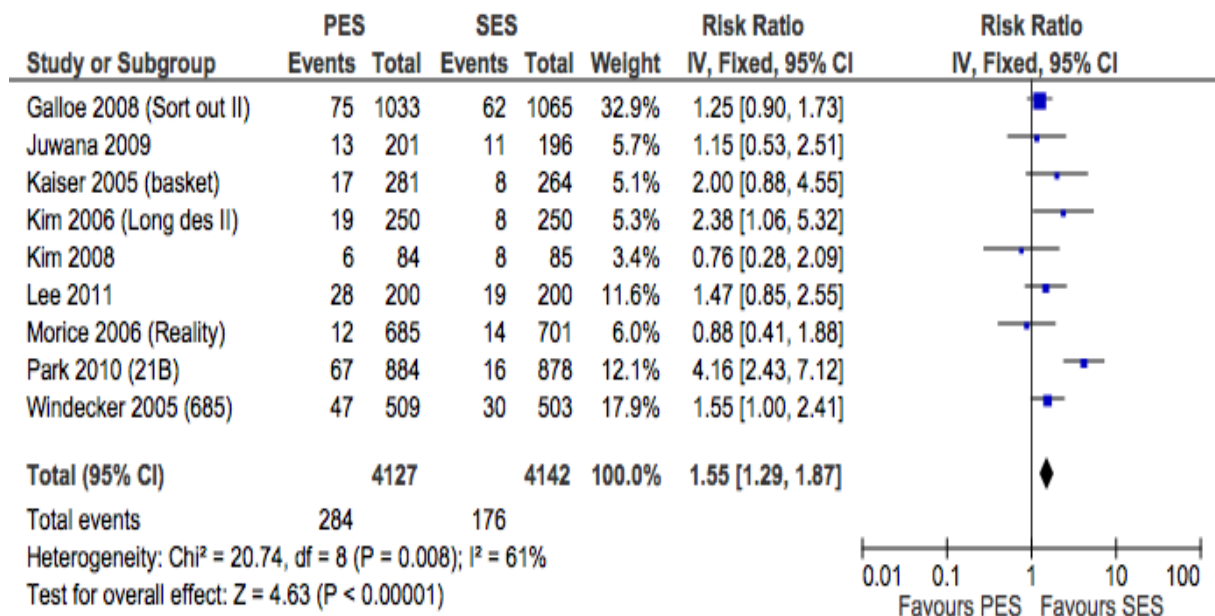 PES SES Risk Ratio Risk Ratio
Study or Subgroup Events Total Events Total Weight IV, Fixed, 95% CI IV, Fixed, 95% CI
Galloe 2008 (Sort out II) 75 1033 62 1065 32.9% 1.25 [0.90, 1.73]
Juwana 2009 13 201 11 196 5.7% 1.15 [0.53, 2.51]
Kaiser 2005 (basket) 17 281 8 264 5.1% 2.00 [0.88, 4.55]
Kim 2006 (Long des II) 19 250 8 250 5.3% 2.38 [1.06, 5.32]
Kim 2008 6 84 8 85 3.4% 0.76 [0.28, 2.09]
Lee 2011 28 200 19 200 11.6% 1.47 [0.85, 2.55]
Morice 2006 (Reality) 12 685 14 701 6.0% 0.88 [0.41, 1.88]
Park 2010 (21B) 67 884 16 878 12.1% 4.16 [2.43, 7.12]
Windecker 2005 (685) 47 509 30 503 17.9% 1.55 [1.00, 2.41]
Total (95% CI) 4127 4142 100.0% 1.55 [1.29, 1.87]
Total events 284 176
Heterogeneity: Chi² = 20.74, df = 8 (P = 0.008); I² = 61%
Test for overall effect: Z = 4.63 (P < 0.00001)
0.01 0.1 1 10 100
Favours PES Favours SES